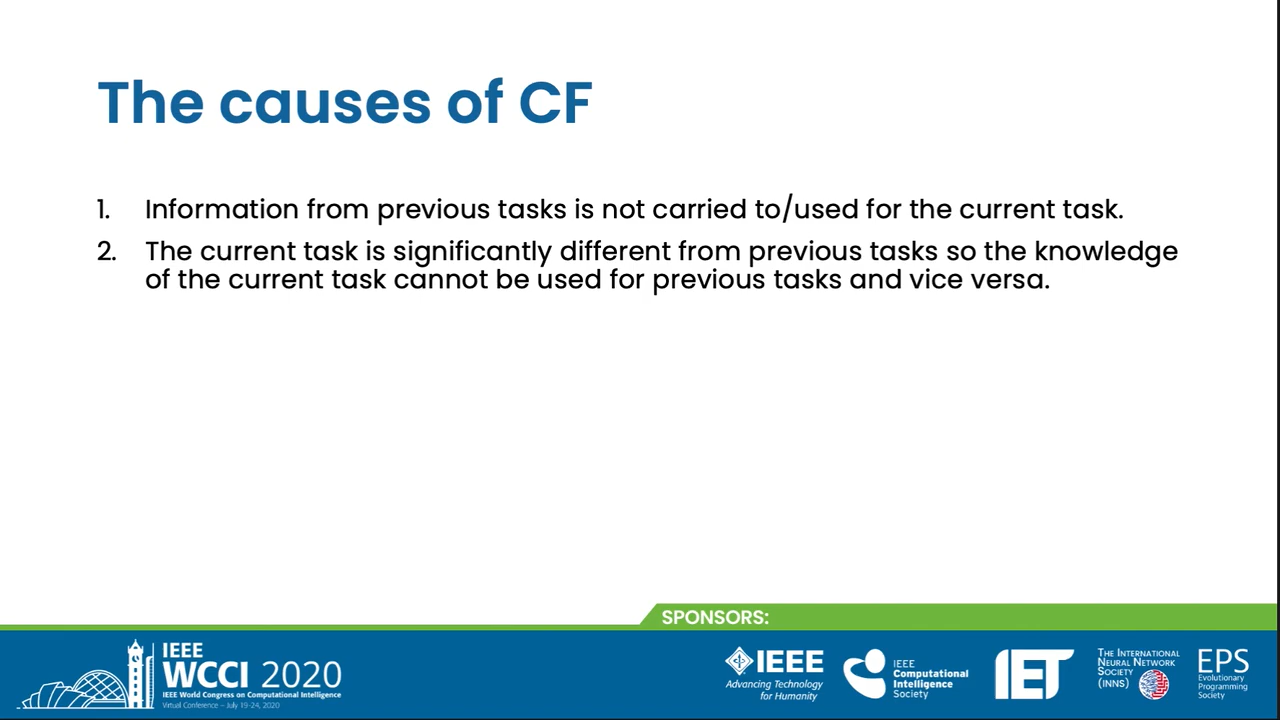 The causes of CF
1. Information from previous tasks is not carried to/used for the current task.
2. The current task is significantly different from previous tasks so the knowledge
of the current task cannot be used for previous tasks and vice versa.
SPONSORS:
IEEE
WCCI 2020
IEEE World Congress on Computational Intelligence
Virtual Conference – July 19-24, 2020
IEEE
Advancing Technology
for Humanity
IEEE
Computational
Intelligence
Society
IET
The International
Neural Network
Society
(INNS)
EPS
Evolutionary
Programming
Society